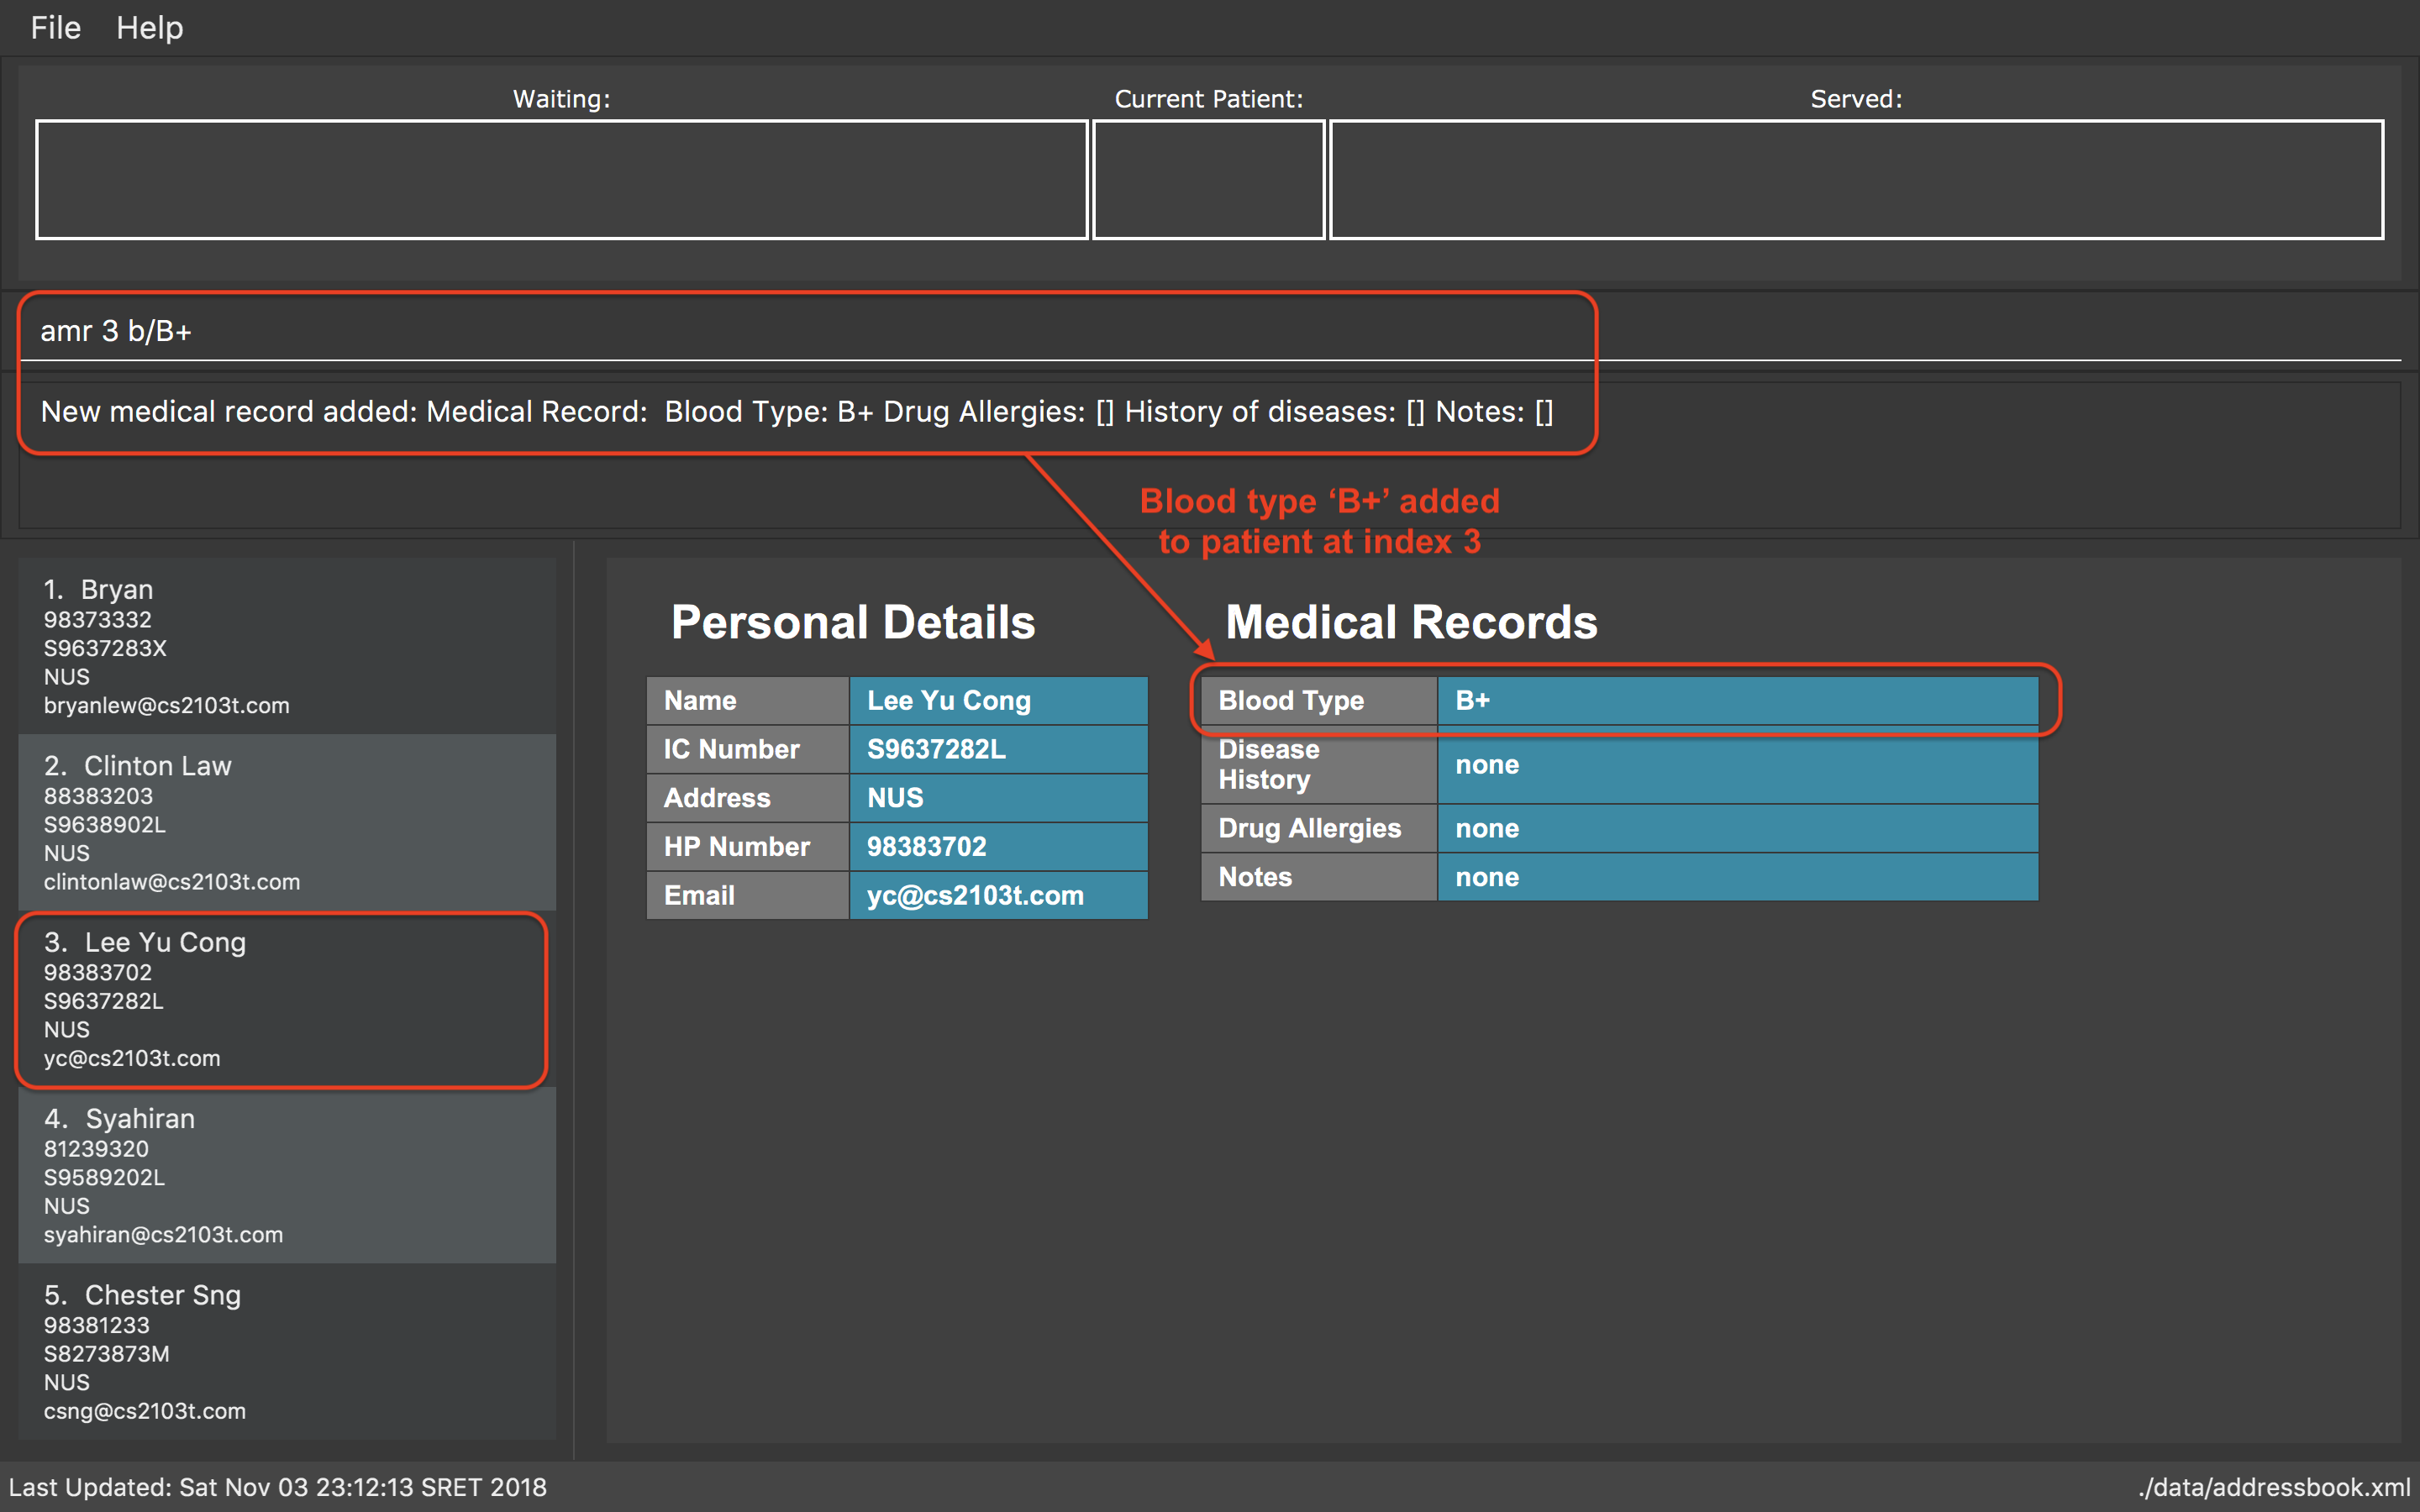 File Help
Waiting: Current Patient: Served:
amr 3 b/B+
New medical record added: Medical Record:  Blood Type: B+ Drug Allergies: [] History of diseases: [] Notes: []
Blood type ‘B+’ added
to patient at index 3
1. Bryan
98373332
S9637283X
NUS
bryanlew@cs2103t.com
2. Clinton Law
88383203
S9638902L
NUS
clintonlaw@cs2103t.com
3. Lee Yu Cong
98383702
S9637282L
NUS
yc@cs2103t.com
4. Syahiran
81239320
S9589202L
NUS
syahiran@cs2103t.com
5. Chester Sng
98381233
S8273873M
NUS
csng@cs2103t.com
Personal Details
Name Lee Yu Cong
IC Number S9637282L
Address NUS
HP Number 98383702
Email yc@cs2103t.com
Medical Records
Blood Type B+
Disease
History none
Drug Allergies none
Notes none
Last Updated: Sat Nov 03 23:12:13 SRET 2018 ./data/addressbook.xml